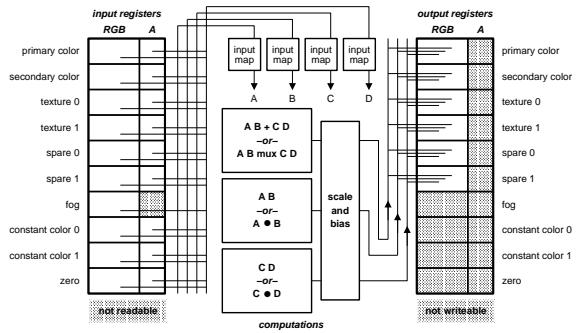 input registers
RGB A
primary color
secondary color
texture 0
texture 1
spare 0
spare 1
fog
constant color 0
constant color 1
zero
not readable
input map
input map
input map
input map
A B C D
A B + C D
–or–
A B mux C D
A B
–or–
A ● B
C D
–or–
C ● D
scale
and
bias
computations
output registers
RGB A
primary color
secondary color
texture 0
texture 1
spare 0
spare 1
fog
constant color 0
constant color 1
zero
not writeable